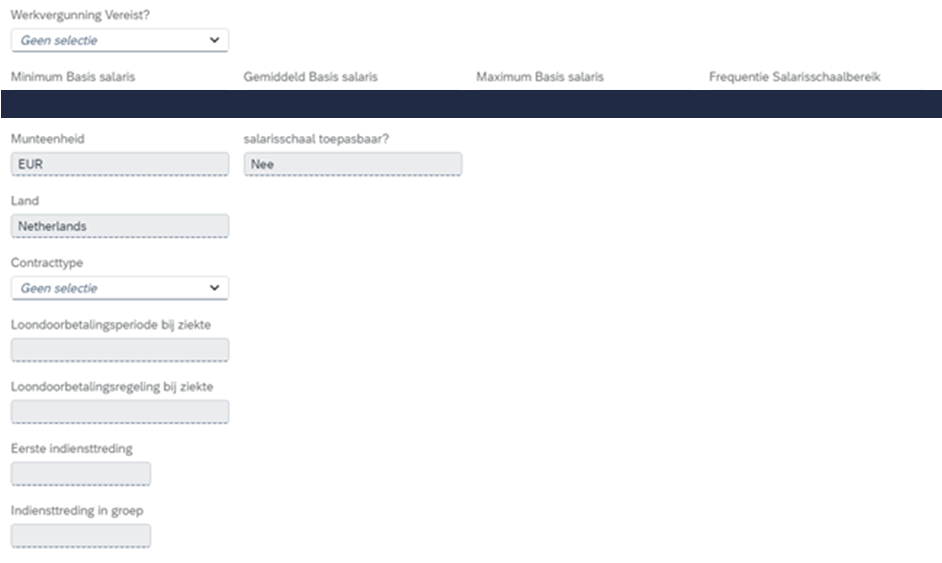 Werkvergunning Vereist?
Geen selectie
Minimum Basis salaris Gemiddeld Basis salaris Maximum Basis salaris Frequentie Salarisschaalbereik
Munteenheid salarisschaal toepasbaar?
EUR Nee
Land
Netherlands
Contracttype
Geen selectie
Loondoorbetalingsperiode bij ziekte
Loondoorbetalingsregeling bij ziekte
Eerste indiensttreding
Indiensttreding in groep